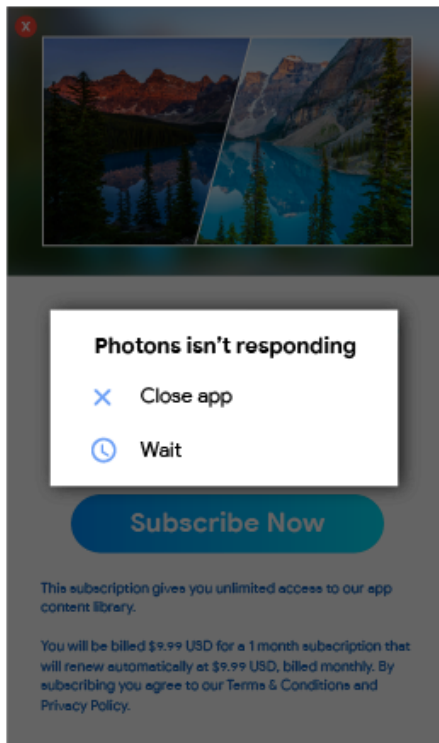 X
Photons isn't responding
Close app
Wait
Subscribe Now
This subscription gives you unlimited access to our app
content library.
You will be billed $9.99 USD for a 1 month subscription that
will renew automatically at $9.99 USD, billed monthly. By
subscribing you agree to our Terms & Conditions and
Privacy Policy.